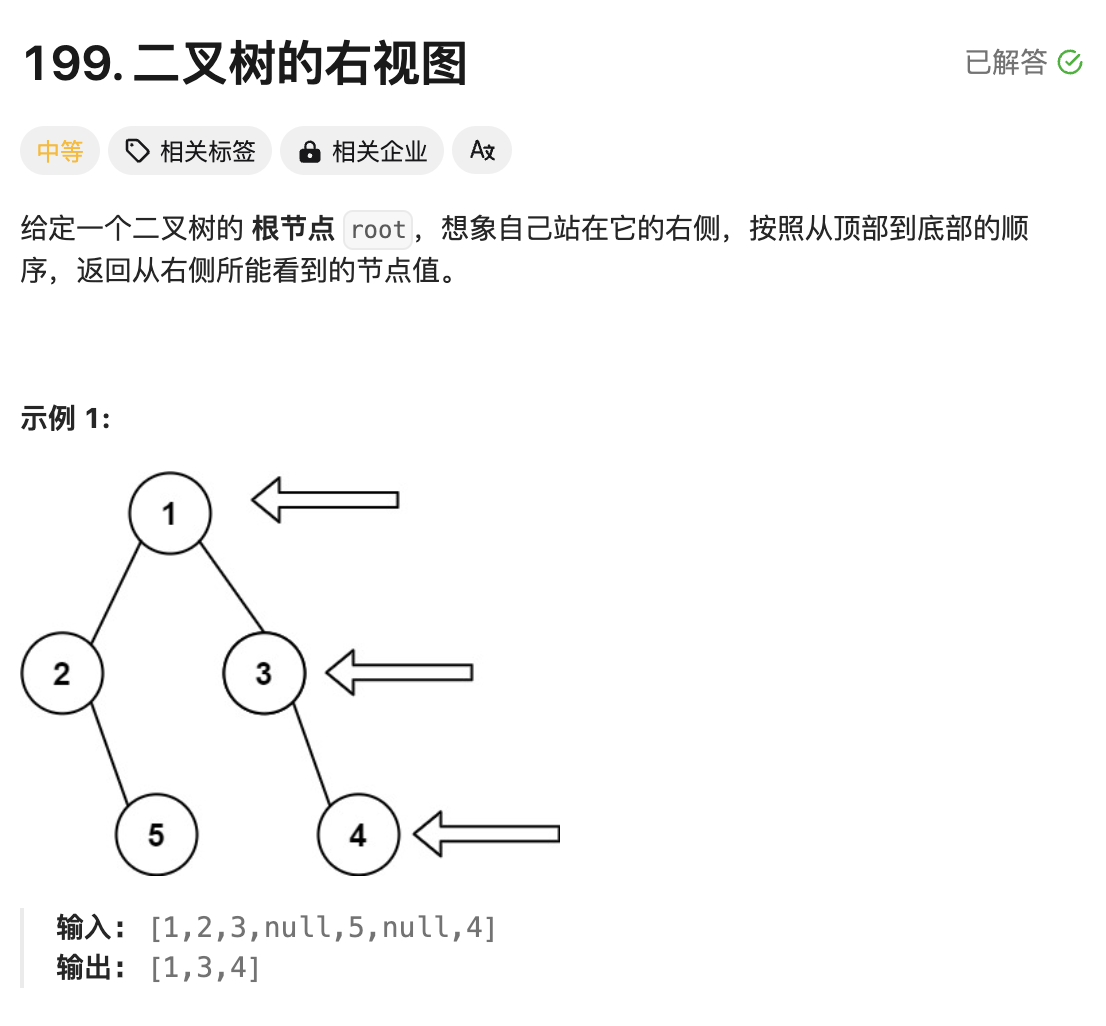 199. 二叉树的右视图
已解答
中等
相关标签
相关企业
给定一个二叉树的 根节点 root，想象自己站在它的右侧，按照从顶部到底部的顺
序，返回从右侧所能看到的节点值。
示例 1:
1
2
3
5
4
输入：[1,2,3,null,5,null,4]
输出：[1,3,4]